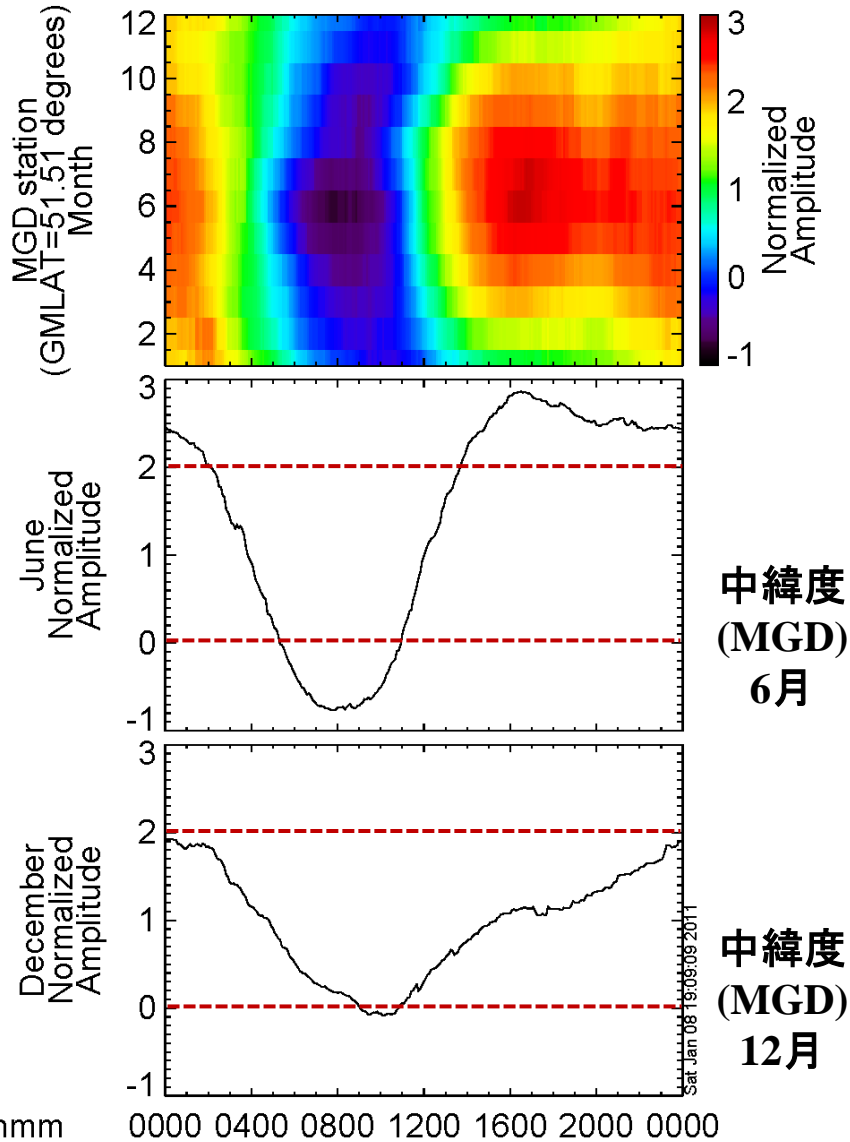 MGD station
(GMLAT=51.51 degrees)
Month
12
10
8
6
4
2
3
2
1
0
-1
Normalized
Amplitude
June
Normalized
Amplitude
3
2
1
0
-1
中緯度
(MGD)
6月
December
Normalized
Amplitude
3
2
1
0
-1
Sat Jan 08 19:09:09 2011
中緯度
(MGD)
12月
0000 0400 0800 1200 1600 2000 0000